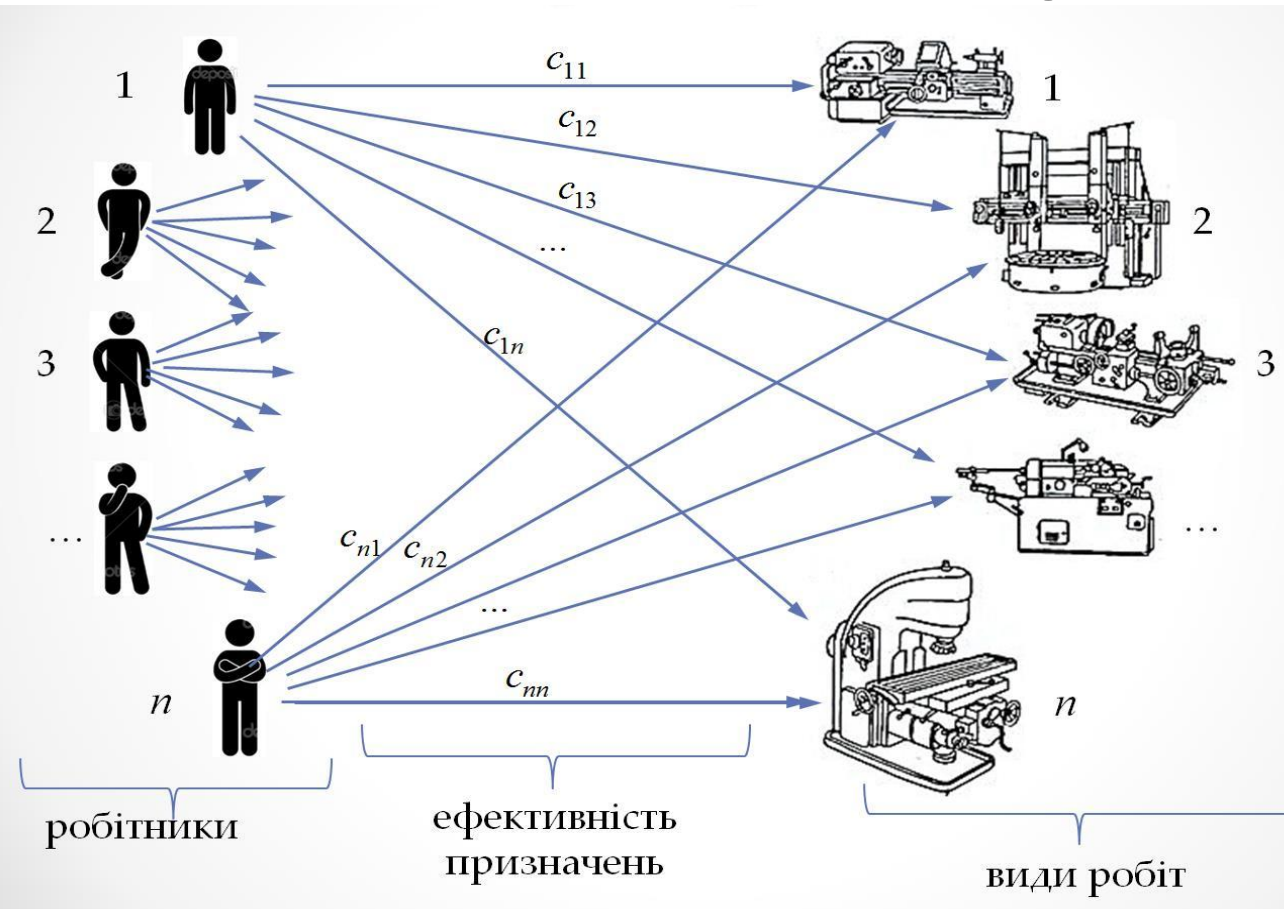 1
c11
1
c12
2
c13
2
...
3
c1n
3
...
cn1
cn2
...
...
n
cnn
n
робітники
ефективність
призначень
види робіт